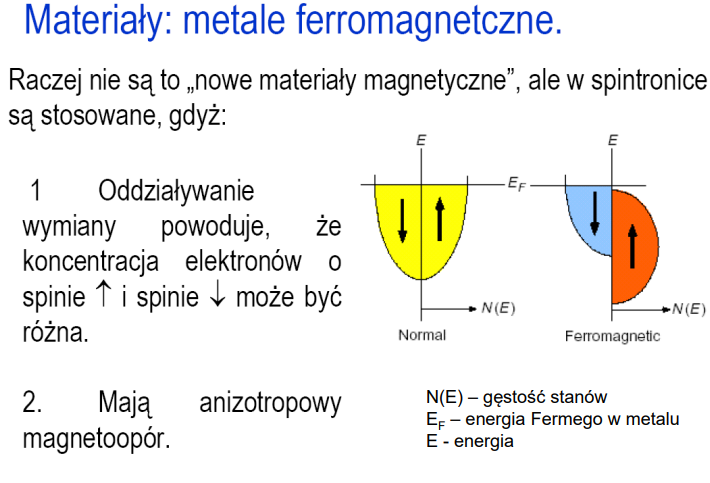 Materiały: metale ferromagnetczne.
Raczej nie są to „nowe materiały magnetyczne”, ale w spintronice
są stosowane, gdyż:
1 Oddziaływanie
wymiany powoduje, że
koncentracja elektronów o
spinie ↑ i spinie ↓ może być
różna.
2. Mają anizotropowy
magnetoopór.
E
E
E_F
N(E)
N(E)
Normal
Ferromagnetic
N(E) – gęstość stanów
E_F – energia Fermego w metalu
E - energia